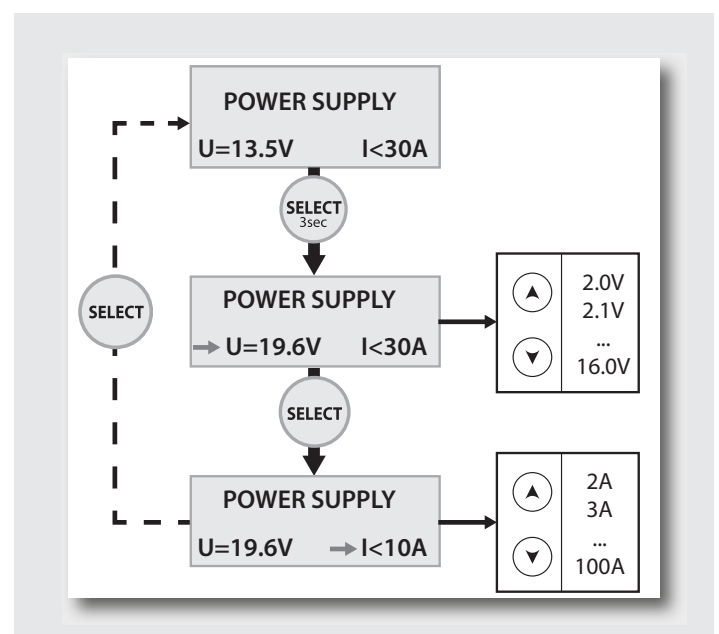 POWER SUPPLY
U=13.5V I<30A
SELECT
3sec
POWER SUPPLY
U=19.6V I<30A
2.0V
2.1V
...
16.0V
SELECT
SELECT
POWER SUPPLY
U=19.6V I<10A
2A
3A
...
100A